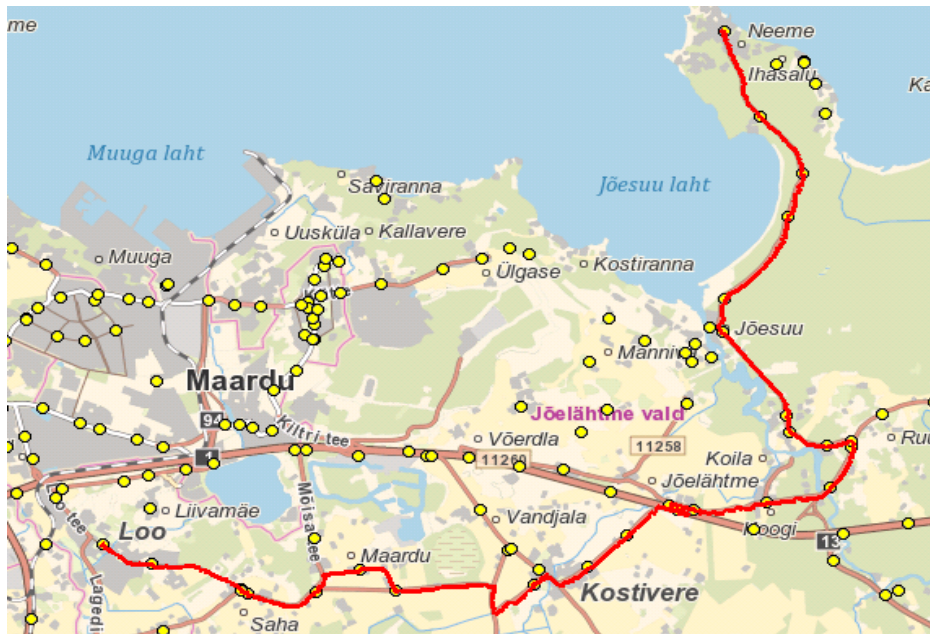 me
Neeme
Ihasalu
Ka
Muuga laht
Saviranna
Jõesuu laht
Uusküla
Kallavere
Muuga
Ülgase
Kostiranna
Jõesuu
Maardu
94
Kiltri tee
Jõelähtme vald
Võerdla
11258
Ruu
1
11260
Koila
Jõelähtme
Mõisa tee
Loo
Liivamäe
Vandjala
Koogi
13
Maardu
Kostivere
Saha